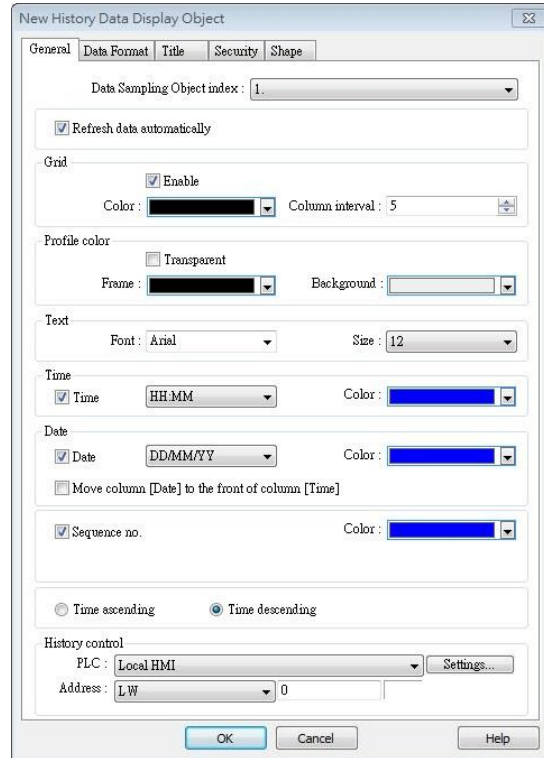 New History Data Display Object
General Data Format Title Security Shape
Data Sampling Object index : 1.
Refresh data automatically
Grid
Enable
Color : Column interval : 5
Profile color
Transparent
Frame : Background :
Text
Font : Arial Size : 12
Time
Time HH:MM Color :
Date
Date DD/MM/YY Color :
Move column [Date] to the front of column [Time]
Sequence no. Color :
Time ascending Time descending
History control
PLC : Local HMI Settings...
Address : LW 0
OK Cancel Help